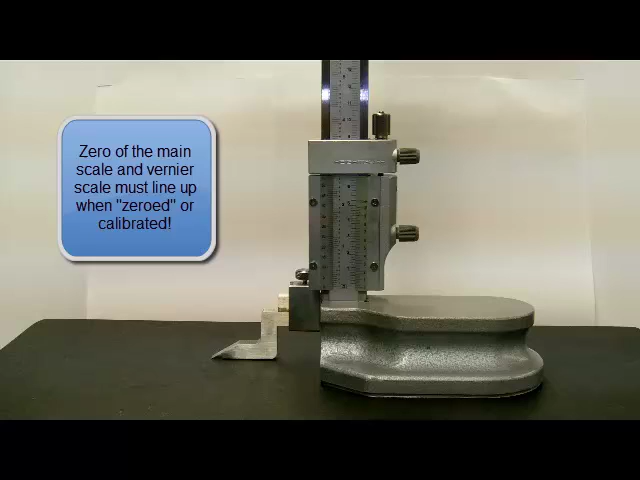 Zero of the main
scale and vernier
scale must line up
when "zeroed" or
calibrated!